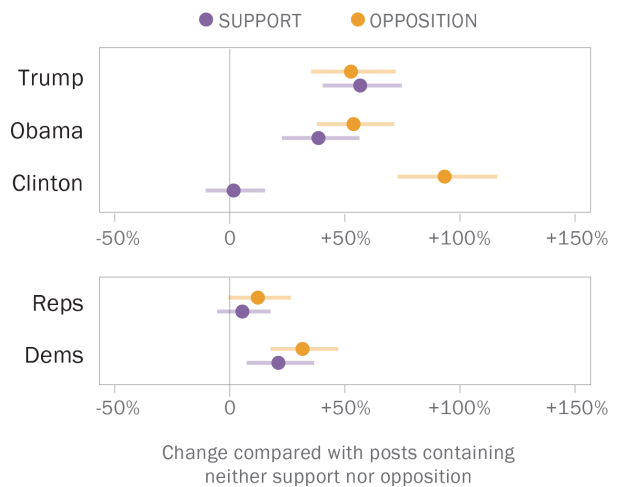 SUPPORT OPPOSITION
Trump
Obama
Clinton
-50% 0 +50% +100% +150%
Reps
Dems
-50% 0 +50% +100% +150%
Change compared with posts containing
neither support nor opposition